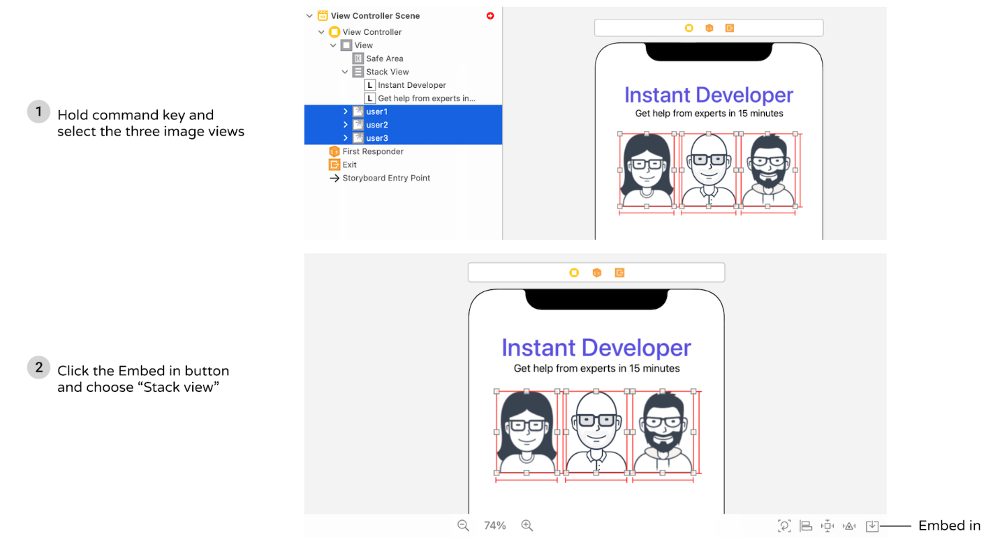 View Controller Scene
View Controller
View
Safe Area
Stack View
L Instant Developer
L Get help from experts in...
user1
user2
user3
First Responder
Exit
Storyboard Entry Point
1 Hold command key and
select the three image views
Instant Developer
Get help from experts in 15 minutes
2 Click the Embed in button
and choose “Stack view”
Instant Developer
Get help from experts in 15 minutes
74%
Embed in